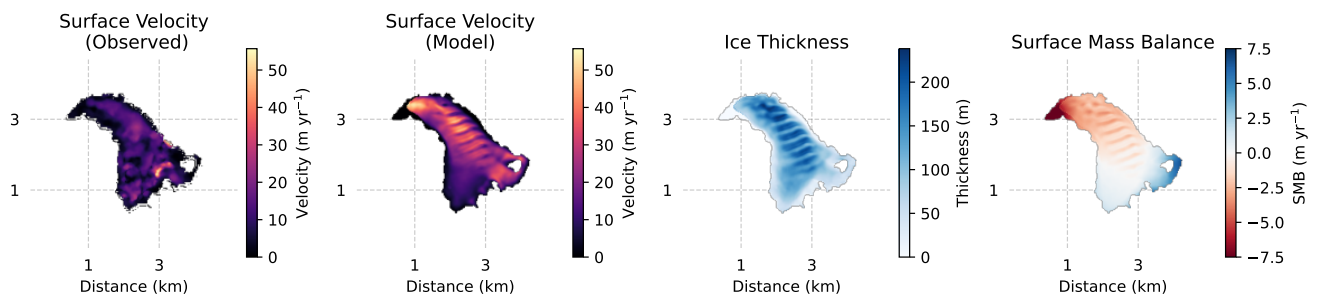 Surface Velocity
(Observed)
3
1
1
3
Distance (km)
50
40
30
20
10
0
Velocity (m yr⁻¹)
Surface Velocity
(Model)
3
1
1
3
Distance (km)
50
40
30
20
10
0
Velocity (m yr⁻¹)
Ice Thickness
3
1
1
3
Distance (km)
200
150
100
50
0
Thickness (m)
Surface Mass Balance
3
1
1
3
Distance (km)
7.5
5.0
2.5
0.0
−2.5
−5.0
−7.5
SMB (m yr⁻¹)